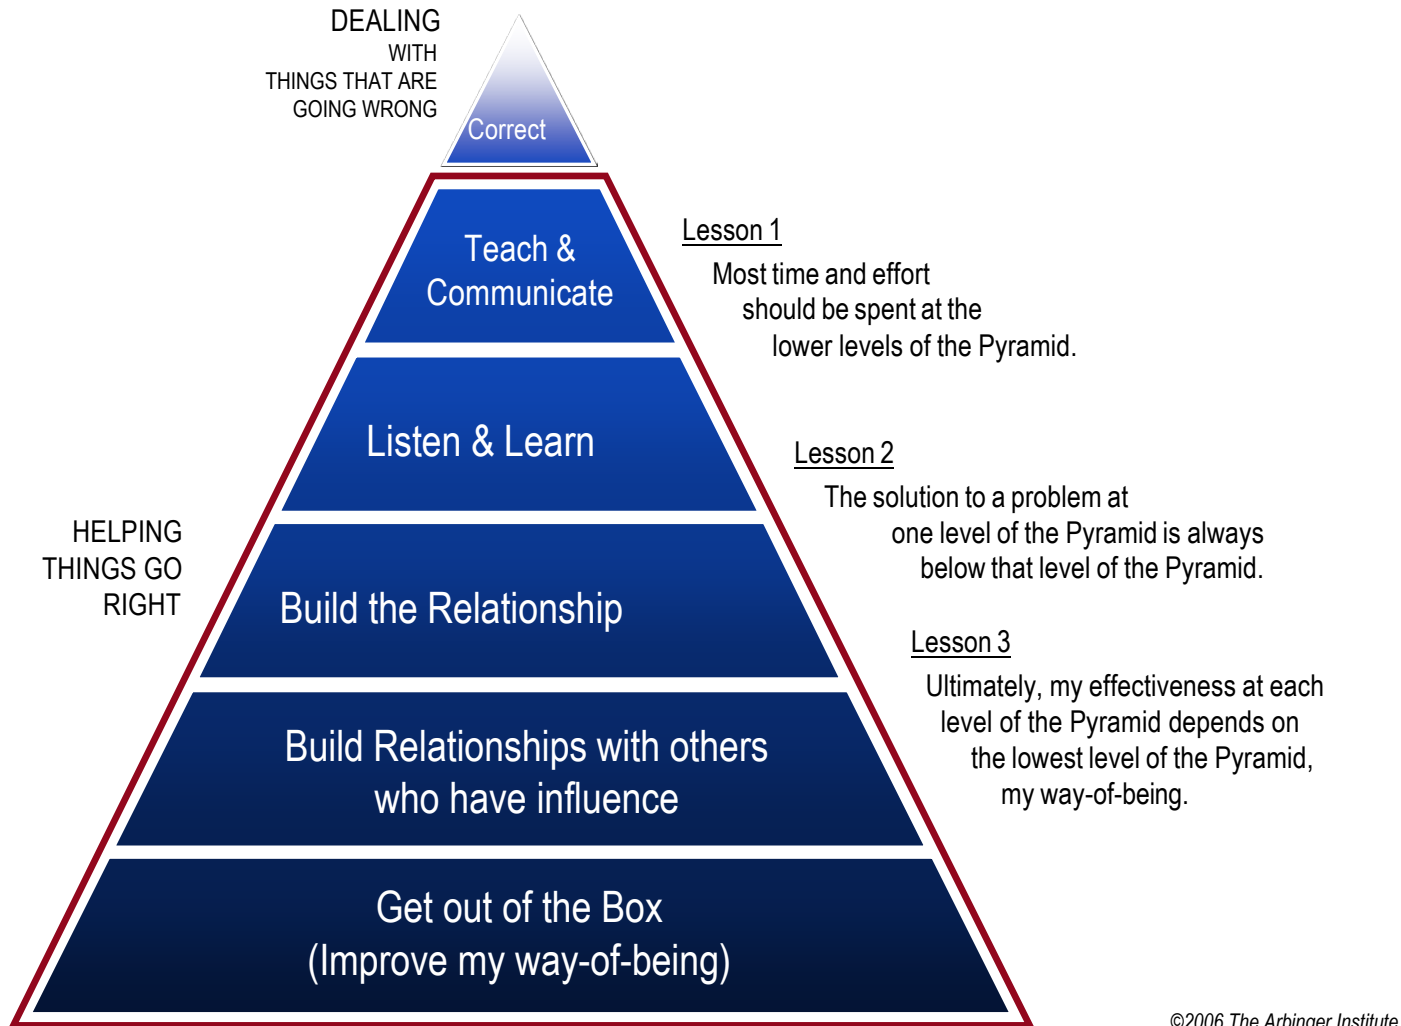 DEALING
WITH
THINGS THAT ARE
GOING WRONG
Correct
Teach &
Communicate
Lesson 1
Most time and effort
should be spent at the
lower levels of the Pyramid.
Listen & Learn
Lesson 2
The solution to a problem at
one level of the Pyramid is always
below that level of the Pyramid.
HELPING
THINGS GO
RIGHT
Build the Relationship
Lesson 3
Ultimately, my effectiveness at each
level of the Pyramid depends on
the lowest level of the Pyramid,
my way-of-being.
Build Relationships with others
who have influence
Get out of the Box
(Improve my way-of-being)
©2006 The Arbinger Institute